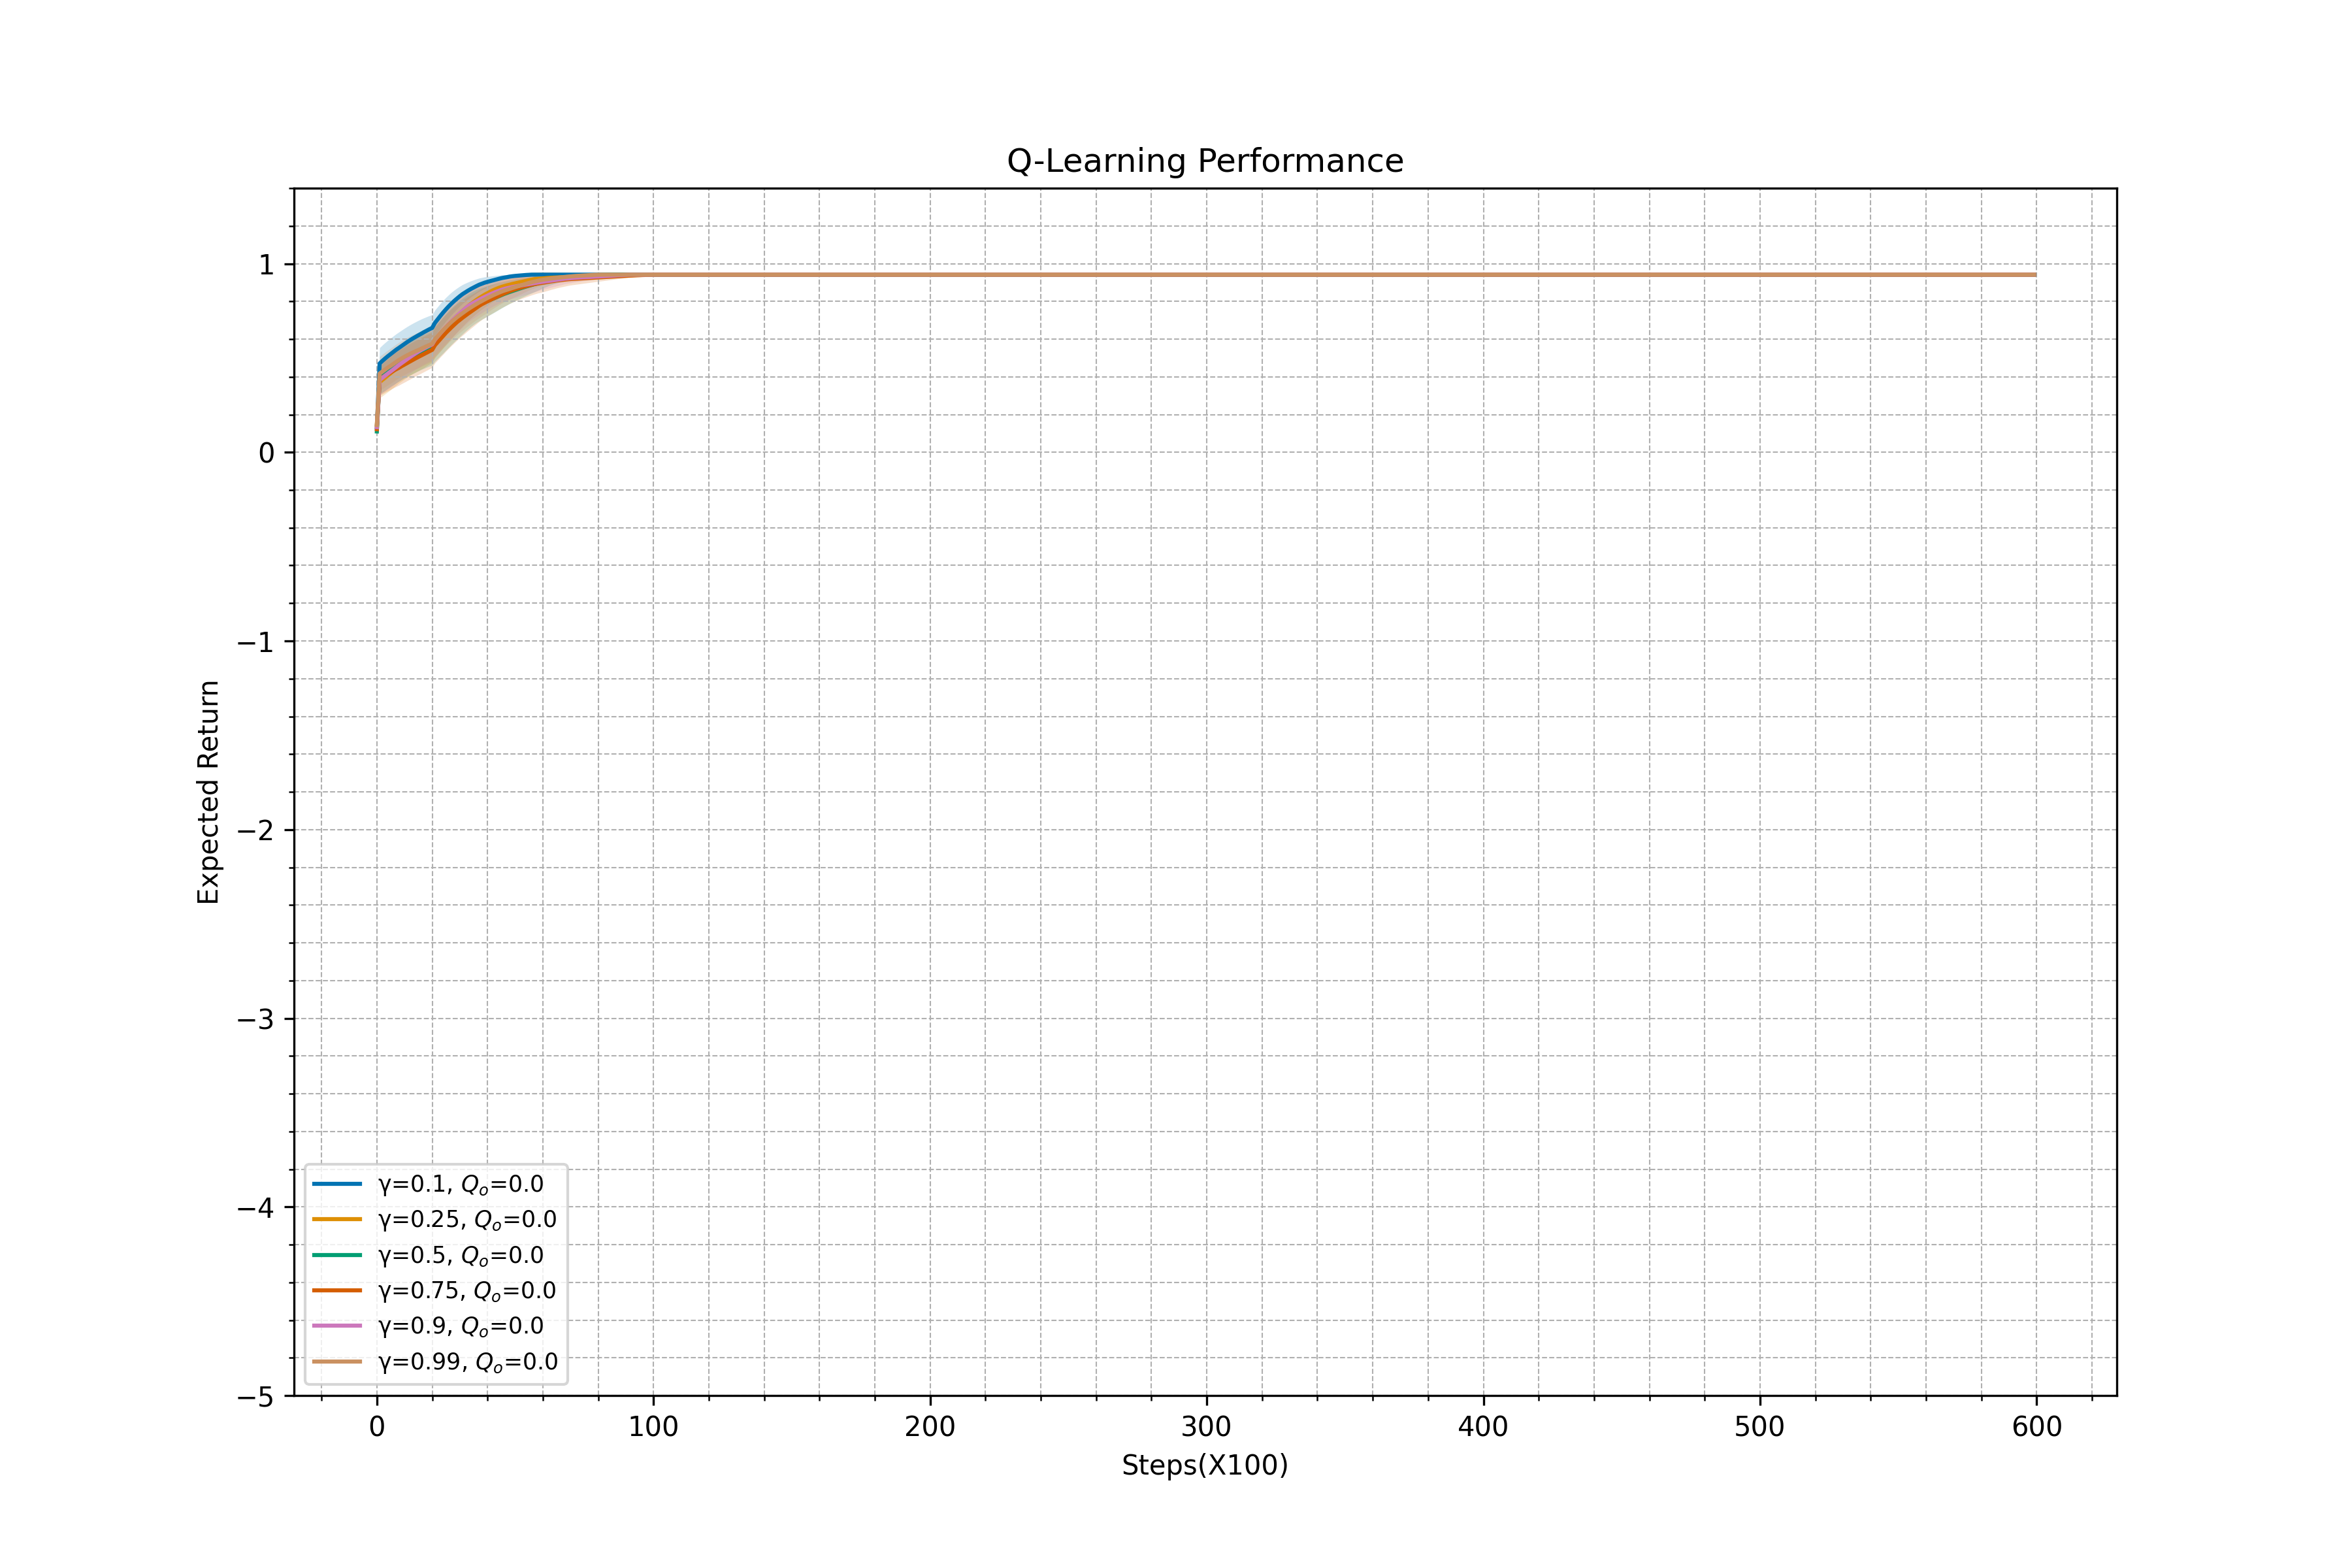 Q-Learning Performance
1
0
−1
−2
−3
−4
−5
Expected Return
γ=0.1, Qₒ=0.0
γ=0.25, Qₒ=0.0
γ=0.5, Qₒ=0.0
γ=0.75, Qₒ=0.0
γ=0.9, Qₒ=0.0
γ=0.99, Qₒ=0.0
0 100 200 300 400 500 600
Steps(X100)